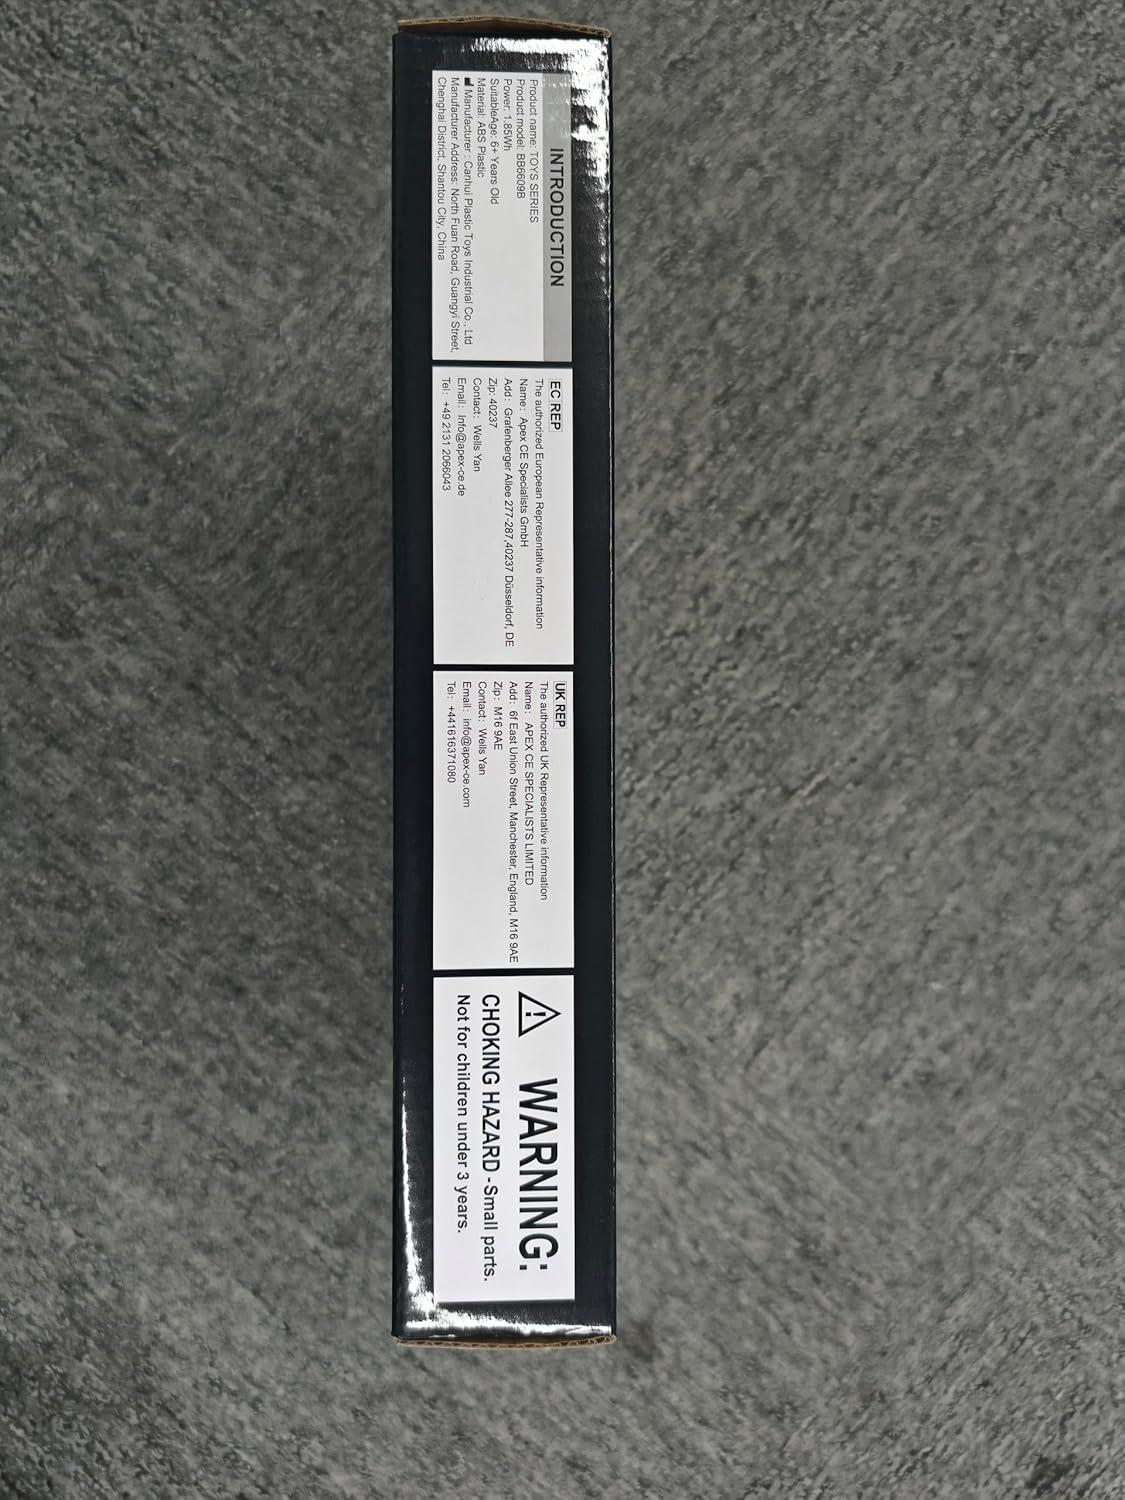 INTRODUCTION
Product name: TOYS SERIES
Product model: BB6609B
Power: 1.85Wh
SuitableAge: 6+ Years Old
Material: ABS Plastic
Manufacturer : Canhui Plastic Toys Industrial Co., Ltd
Manufacturer Address: North Fuan Road, Guangyi Street,
Chenghai District, Shantou City, China
EC REP
The authorized European Representative information
Name： Apex CE Specialists GmbH
Add： Grafenberger Allee 277-287,40237 Düsseldorf, DE
Zip: 40237
Contact： Wells Yan
Email： Info@apex-ce.de
Tel： +49 2131 2066043
UK REP
The authorized UK Representative information
Name： APEX CE SPECIALISTS LIMITED
Add： 6f East Union Street, Manchester, England, M16 9AE
Zip： M16 9AE
Contact： Wells Yan
Email： info@apex-ce.com
Tel： +441616371080
WARNING:
CHOKING HAZARD -Small parts.
Not for children under 3 years.